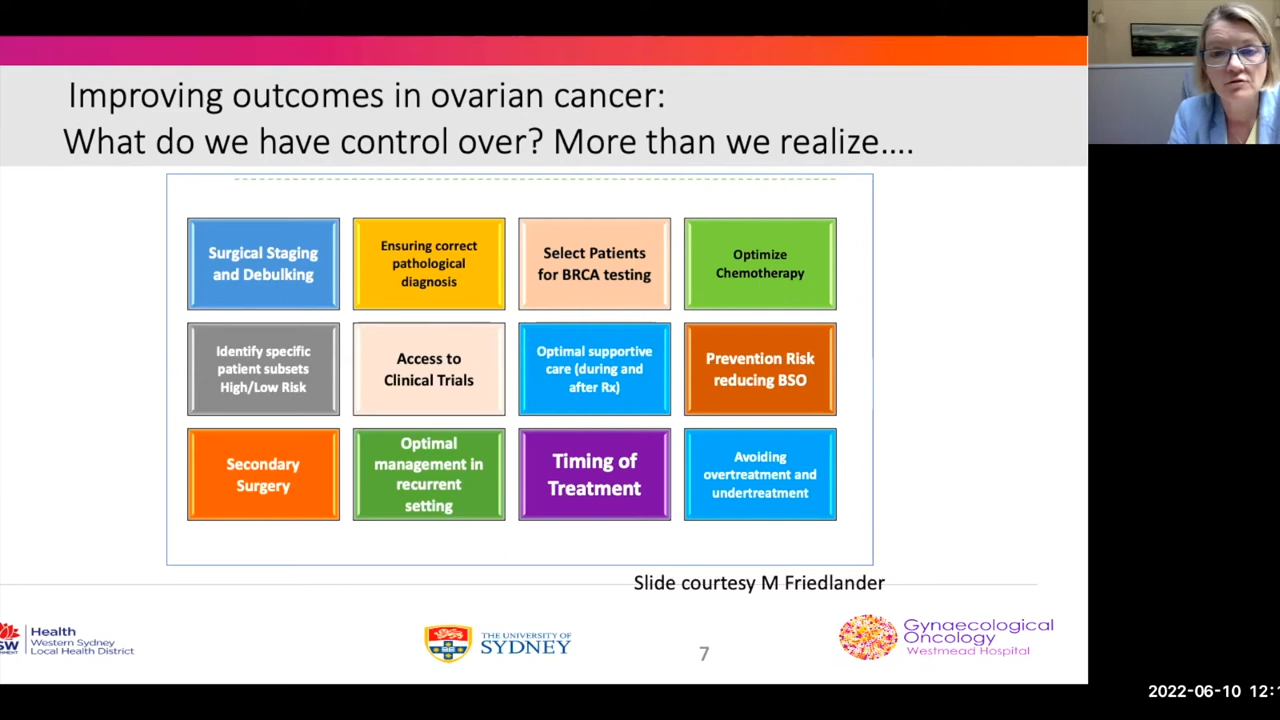 Improving outcomes in ovarian cancer:
What do we have control over? More than we realize….
Surgical Staging
and Debulking
Ensuring correct
pathological
diagnosis
Select Patients
for BRCA testing
Optimize
Chemotherapy
Identify specific
patient subsets
High/Low Risk
Access to
Clinical Trials
Optimal supportive
care (during and
after Rx)
Prevention Risk
reducing BSO
Secondary
Surgery
Optimal
management in
recurrent
setting
Timing of
Treatment
Avoiding
overtreatment and
undertreatment
Slide courtesy M Friedlander
Health
Western Sydney
Local Health District
THE UNIVERSITY OF
SYDNEY
7
Gynaecological
Oncology
Westmead Hospital
2022-06-10 12: